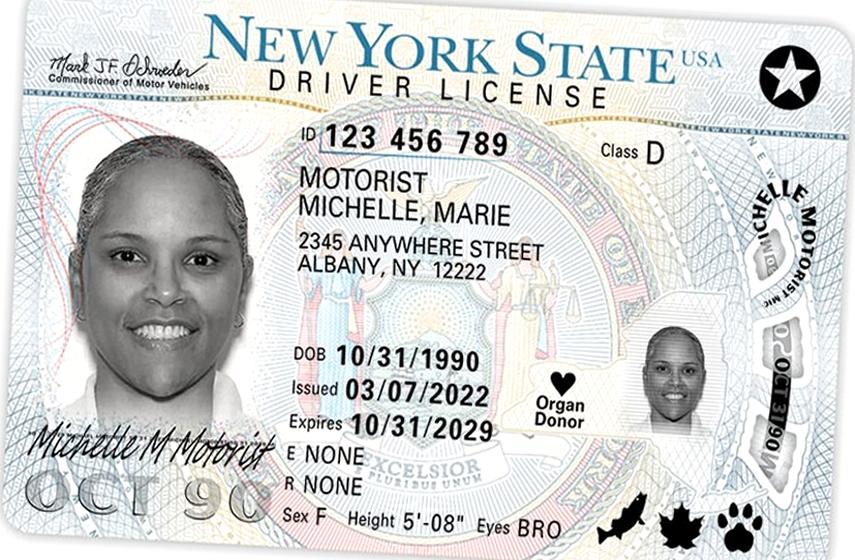 NEW YORK STATE USA
Mark J.F. Schroeder
Commissioner of Motor Vehicles
DRIVER LICENSE
ID 123 456 789
Class D
MOTORIST
MICHELLE, MARIE
2345 ANYWHERE STREET
ALBANY, NY 12222
DOB 10/31/1990
Issued 03/07/2022
Expires 10/31/2029
Organ
Donor
E NONE
R NONE
Sex F Height 5'-08" Eyes BRO
Michelle M Motorist
OCT 90
EXCELSIOR
PLURIBUS UNUM
MICHELLE MOTORIST
OCT 31 90